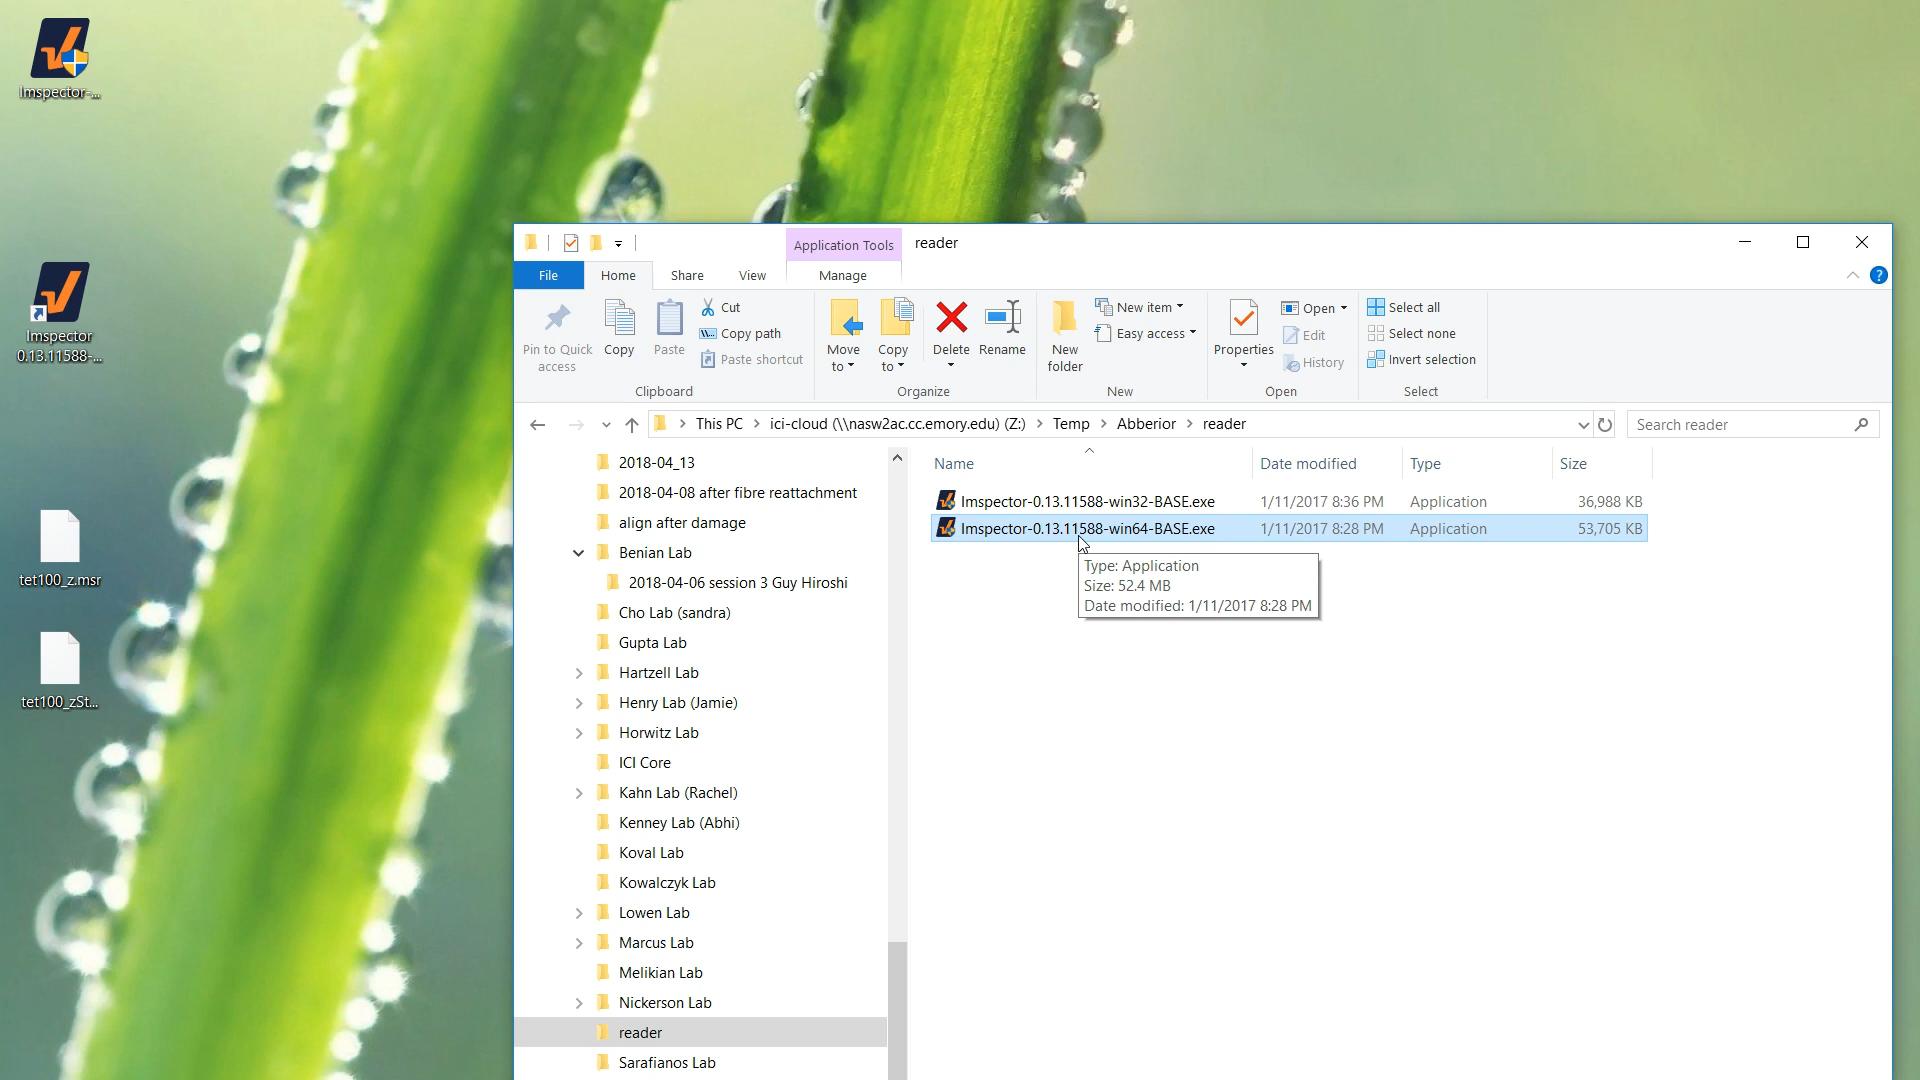 Imspector-...
Imspector
0.13.11588-...
tet100_z.msr
tet100_zSt...
Application Tools
reader
File
Home
Share
View
Manage
Pin to Quick
access
Copy
Paste
Cut
Copy path
Paste shortcut
Clipboard
Move
to
Copy
to
Delete
Rename
Organize
New
folder
New item
Easy access
New
Properties
Open
Edit
History
Open
Select all
Select none
Invert selection
Select
This PC > ici-cloud (\\nasw2ac.cc.emory.edu) (Z:) > Temp > Abberior > reader
Search reader
2018-04_13
2018-04-08 after fibre reattachment
align after damage
Benian Lab
2018-04-06 session 3 Guy Hiroshi
Cho Lab (sandra)
Gupta Lab
Hartzell Lab
Henry Lab (Jamie)
Horwitz Lab
ICI Core
Kahn Lab (Rachel)
Kenney Lab (Abhi)
Koval Lab
Kowalczyk Lab
Lowen Lab
Marcus Lab
Melikian Lab
Nickerson Lab
reader
Sarafianos Lab
Name Date modified Type Size
Imspector-0.13.11588-win32-BASE.exe 1/11/2017 8:36 PM Application 36,988 KB
Imspector-0.13.11588-win64-BASE.exe 1/11/2017 8:28 PM Application 53,705 KB
Type: Application
Size: 52.4 MB
Date modified: 1/11/2017 8:28 PM